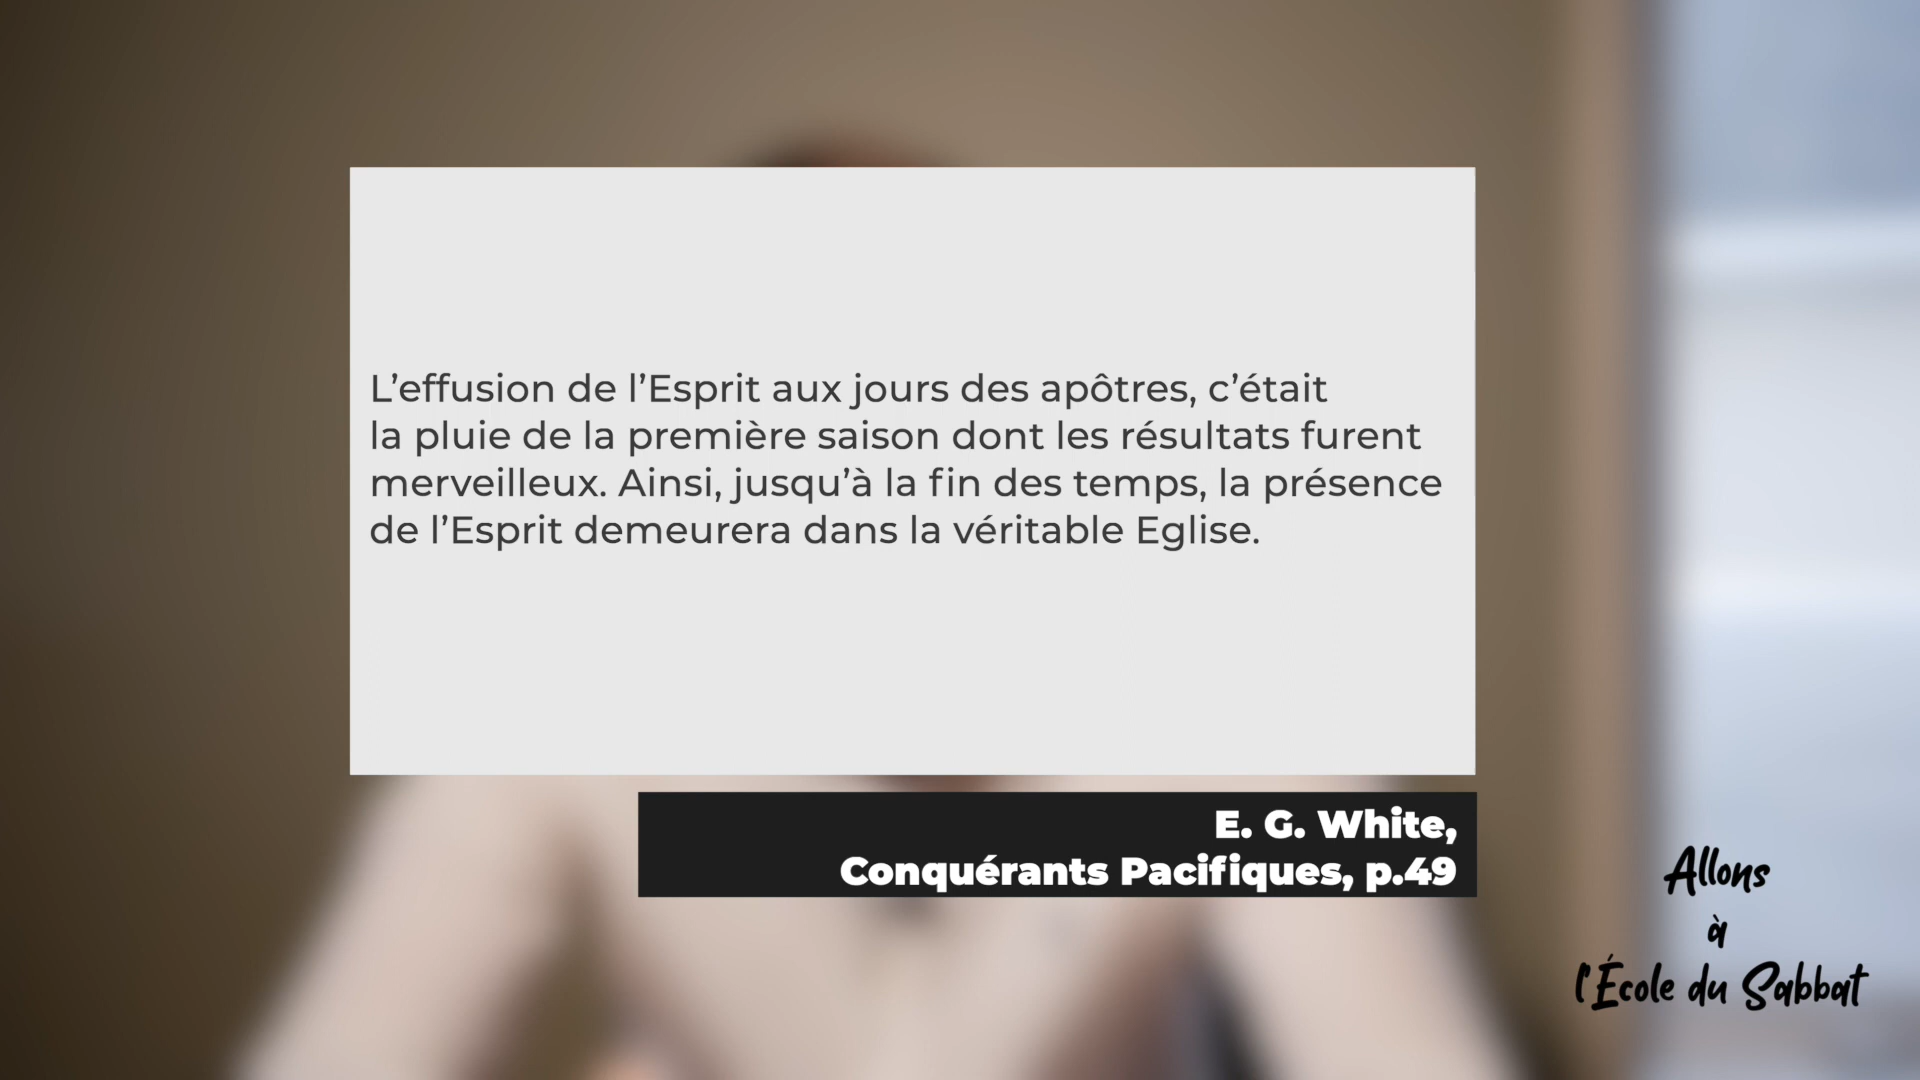 L’effusion de l’Esprit aux jours des apôtres, c’était
la pluie de la première saison dont les résultats furent
merveilleux. Ainsi, jusqu’à la fin des temps, la présence
de l’Esprit demeurera dans la véritable Eglise.
E. G. White,
Conquérants Pacifiques, p.49
Allons
à
l'École du Sabbat